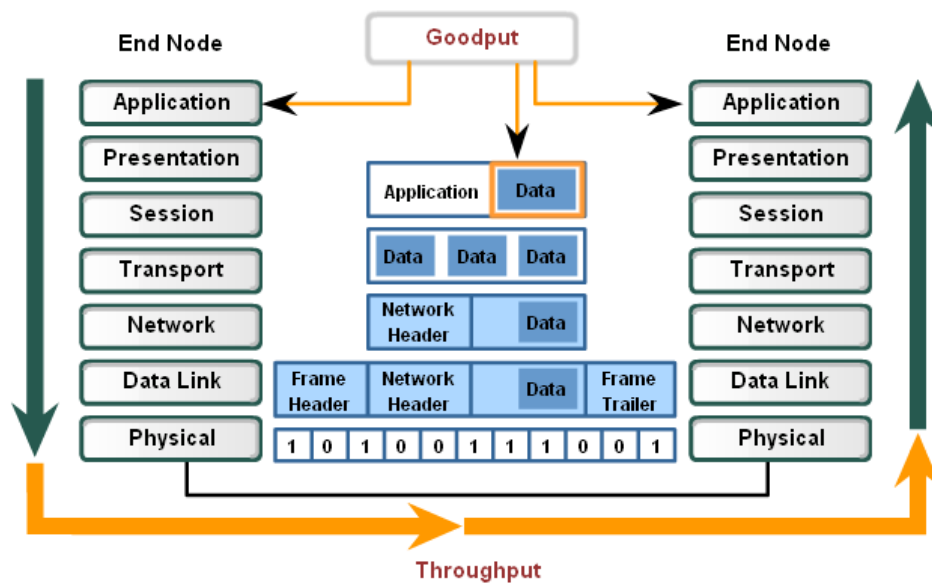 Goodput
End Node
End Node
Application
Presentation
Session
Transport
Network
Data Link
Physical
Application
Data
Data
Data
Data
Network
Header
Data
Frame
Header
Network
Header
Data
Frame
Trailer
1 0 1 0 0 1 1 1 0 0 1
Application
Presentation
Session
Transport
Network
Data Link
Physical
Throughput